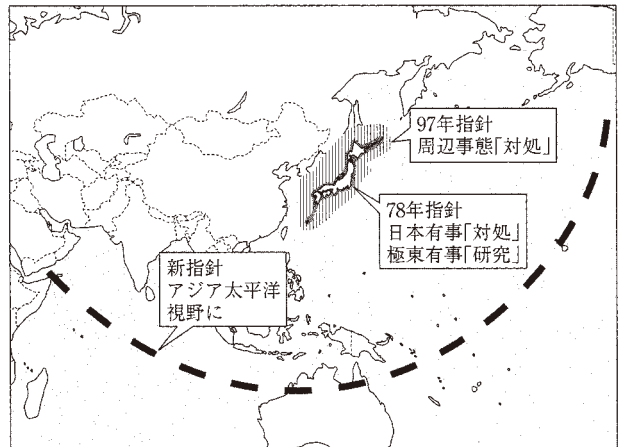 97年指針
周辺事態「対処」
78年指針
日本有事「対処」
極東有事「研究」
新指針
アジア太平洋
視野に